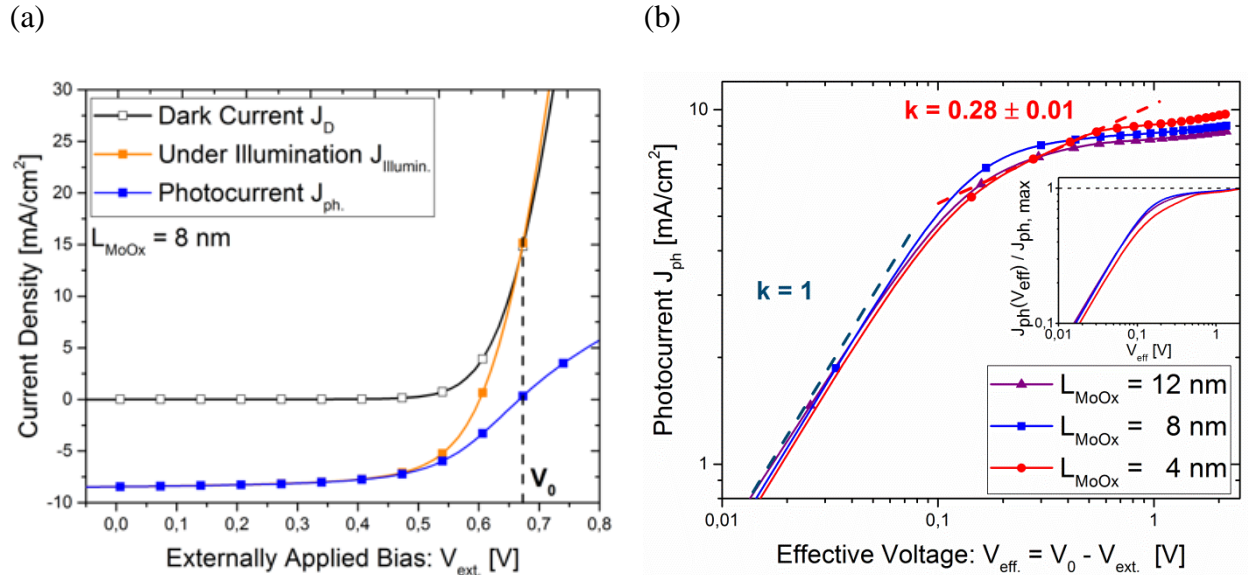 (a)
(b)
30
25
20
15
10
5
0
-5
-10
Current Density [mA/cm²]
Dark Current J_D
Under Illumination J_Illumin.
Photocurrent J_ph.
L_MoOx = 8 nm
V_0
0,0 0,1 0,2 0,3 0,4 0,5 0,6 0,7 0,8
Externally Applied Bias: V_ext. [V]
10
1
Photocurrent J_ph [mA/cm²]
k = 0.28 ± 0.01
k = 1
1
0,1
J_ph(V_eff) / J_ph, max
0,01 0,1 1
V_eff [V]
L_MoOx = 12 nm
L_MoOx = 8 nm
L_MoOx = 4 nm
0,01 0,1 1
Effective Voltage: V_eff. = V_0 - V_ext. [V]